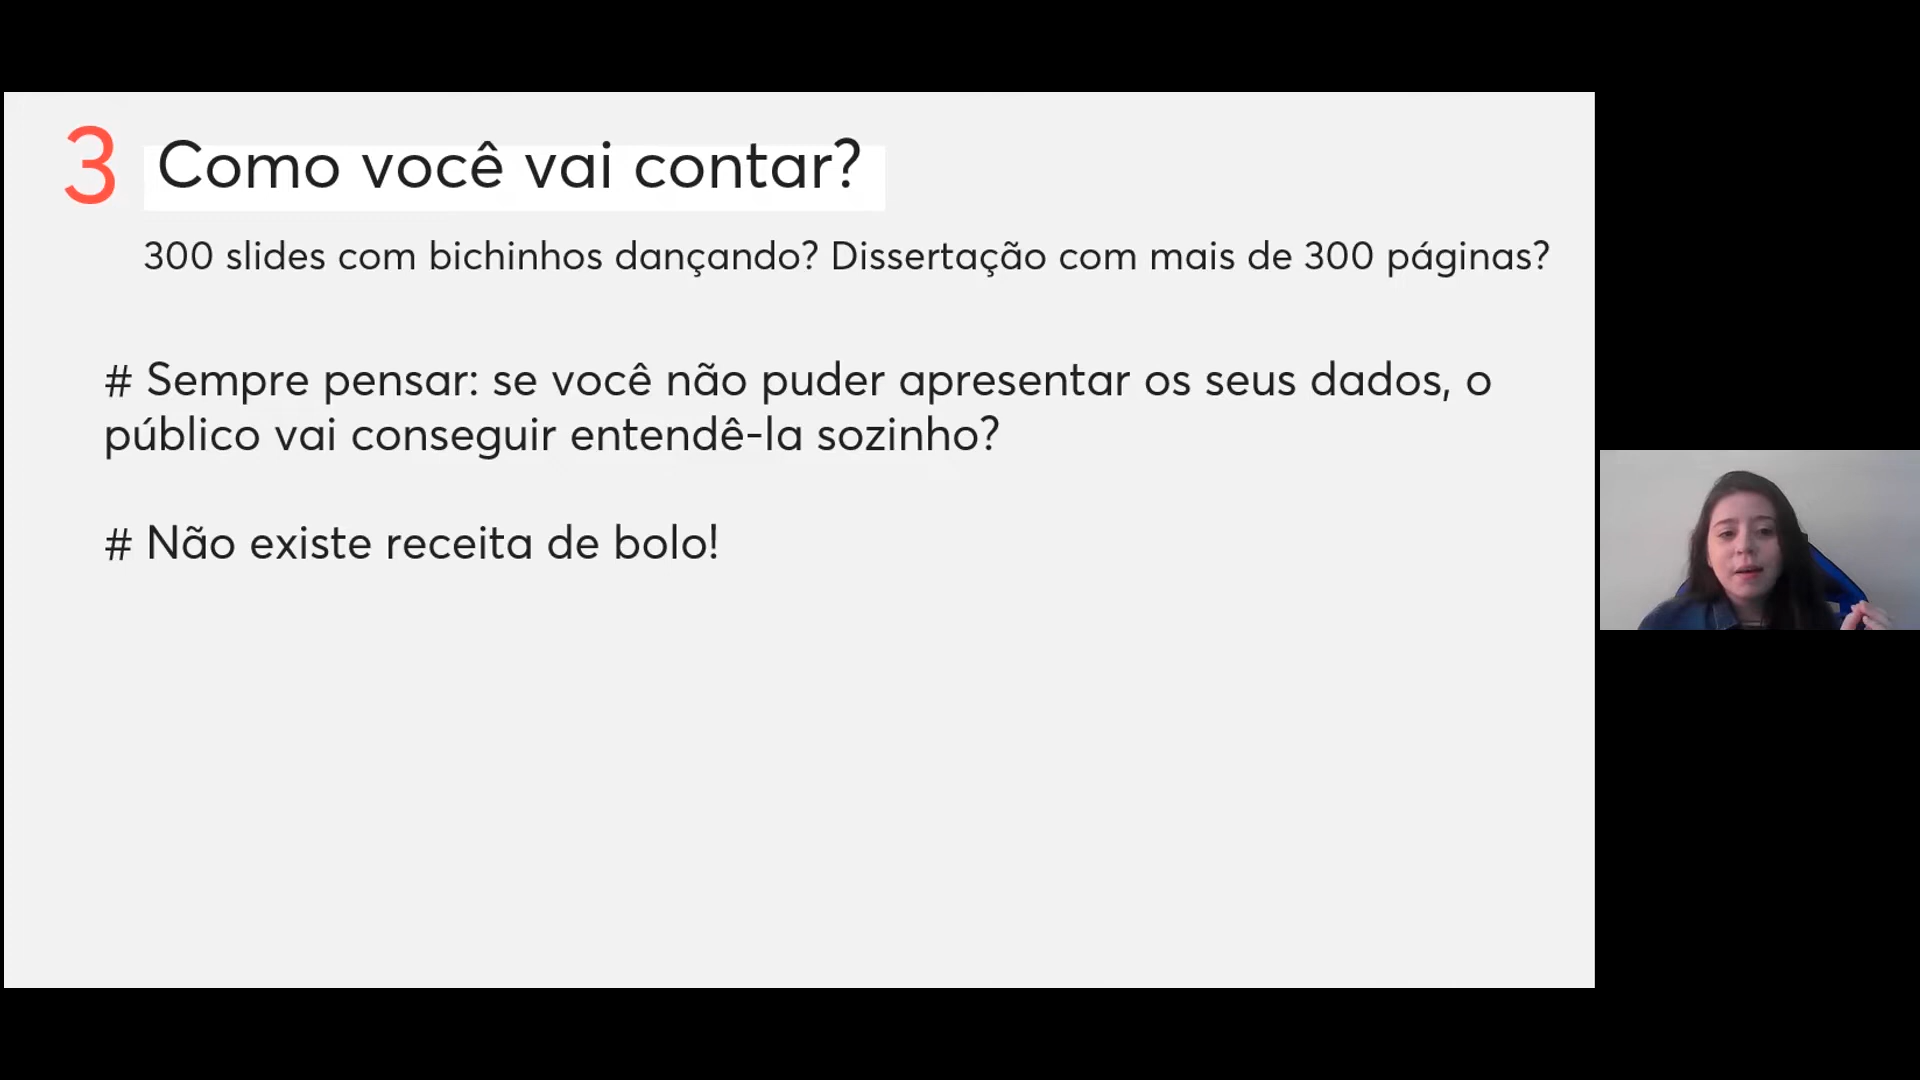 3 Como você vai contar?
300 slides com bichinhos dançando? Dissertação com mais de 300 páginas?
# Sempre pensar: se você não puder apresentar os seus dados, o
público vai conseguir entendê-la sozinho?
# Não existe receita de bolo!